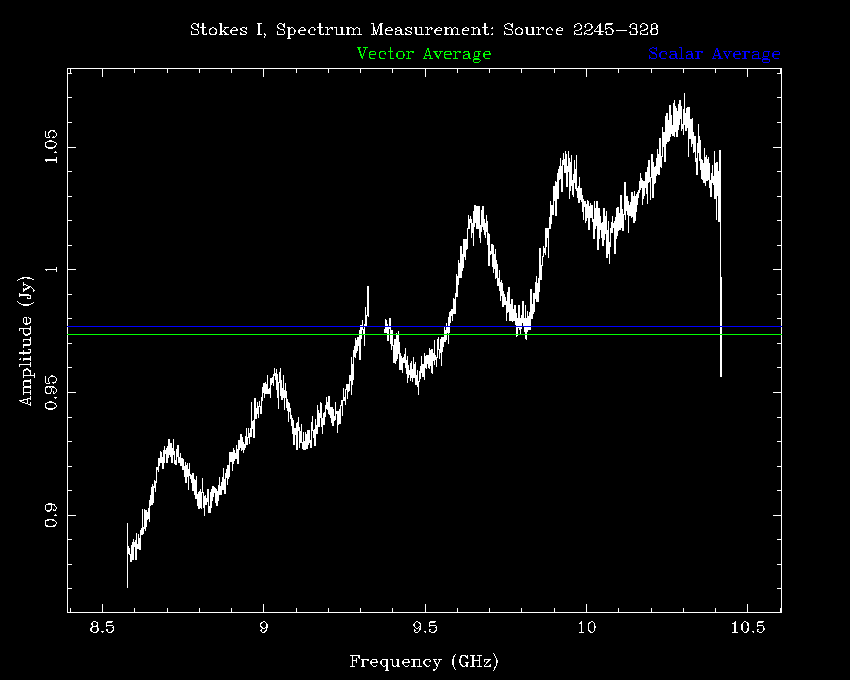 Stokes I, Spectrum Measurement: Source 2245−328
Vector Average Scalar Average
1.05
1
0.95
0.9
Amplitude (Jy)
8.5 9 9.5 10 10.5
Frequency (GHz)